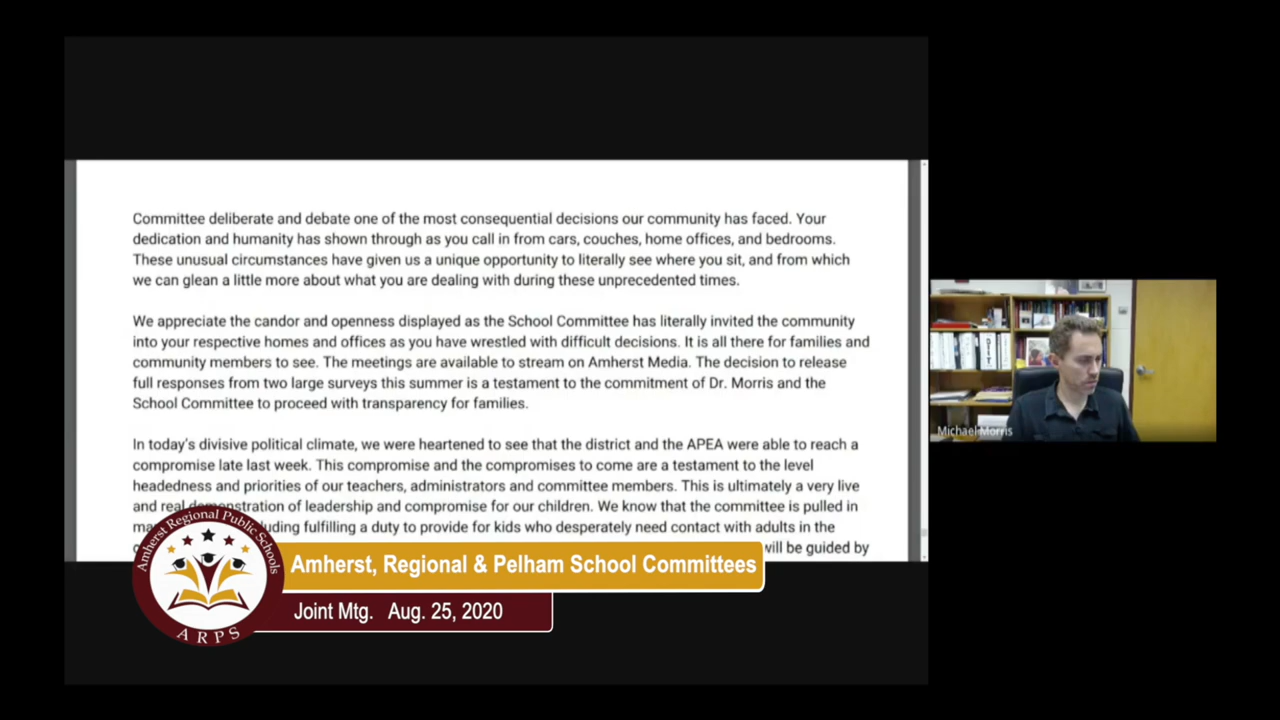 Committee deliberate and debate one of the most consequential decisions our community has faced. Your
dedication and humanity has shown through as you call in from cars, couches, home offices, and bedrooms.
These unusual circumstances have given us a unique opportunity to literally see where you sit, and from which
we can glean a little more about what you are dealing with during these unprecedented times.
We appreciate the candor and openness displayed as the School Committee has literally invited the community
into your respective homes and offices as you have wrestled with difficult decisions. It is all there for families and
community members to see. The meetings are available to stream on Amherst Media. The decision to release
full responses from two large surveys this summer is a testament to the commitment of Dr. Morris and the
School Committee to proceed with transparency for families.
In today's divisive political climate, we were heartened to see that the district and the APEA were able to reach a
compromise late last week. This compromise and the compromises to come are a testament to the level
headedness and priorities of our teachers, administrators and committee members. This is ultimately a very live
and real demonstration of leadership and compromise for our children. We know that the committee is pulled in
fulfilling a duty to provide for kids who desperately need contact with adults in the
will be guided by
Michael Morris
Amherst Regional Public Schools
ARPS
Amherst, Regional & Pelham School Committees
Joint Mtg. Aug. 25, 2020